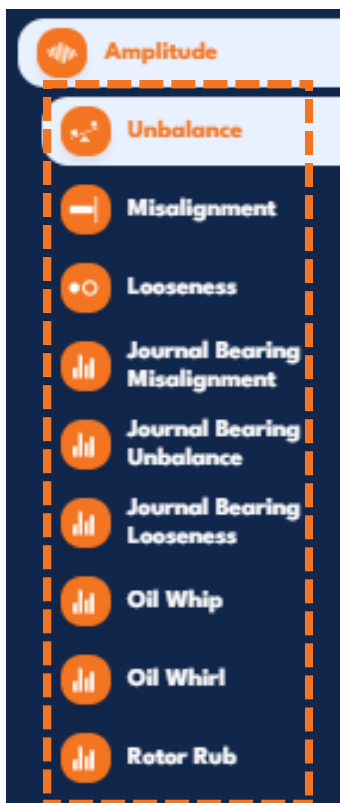 Amplitude
Unbalance
Misalignment
Looseness
Journal Bearing
Misalignment
Journal Bearing
Unbalance
Journal Bearing
Looseness
Oil Whip
Oil Whirl
Rotor Rub